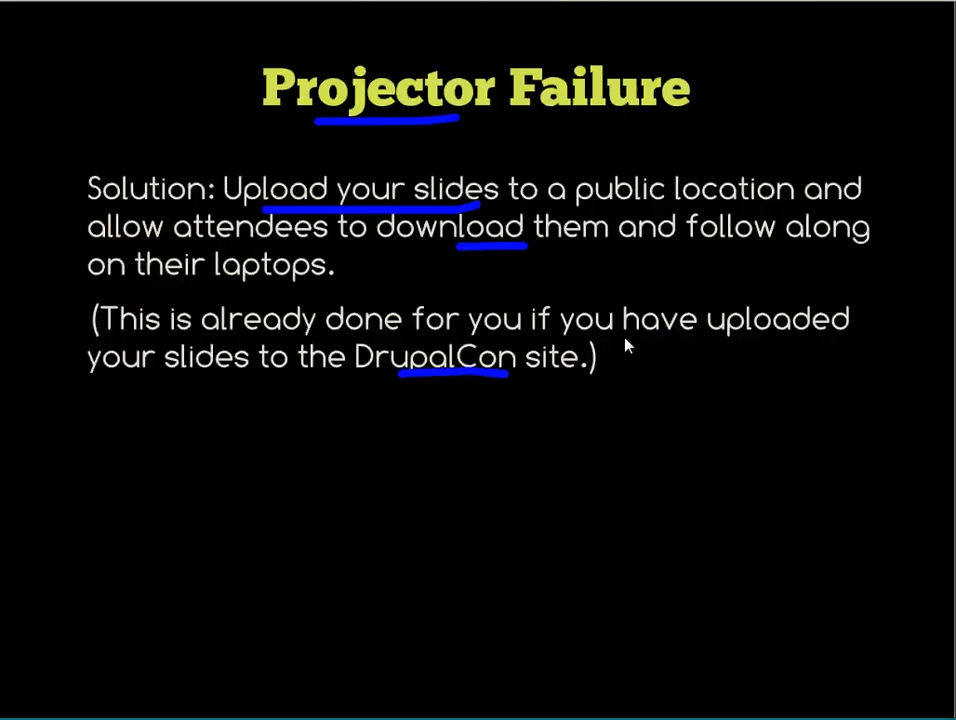 Projector Failure
Solution: Upload your slides to a public location and
allow attendees to download them and follow along
on their laptops.
(This is already done for you if you have uploaded
your slides to the DrupalCon site.)